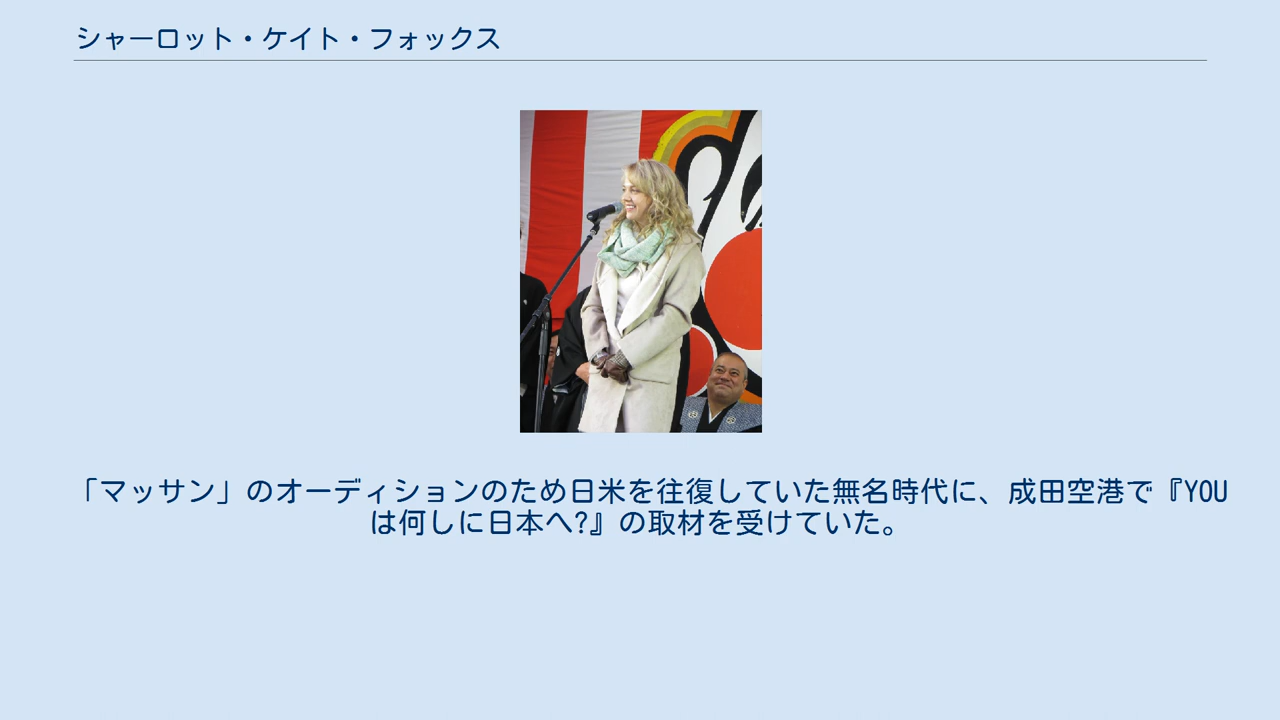 シャーロット・ケイト・フォックス
「マッサン」のオーディションのため日米を往復していた無名時代に、成田空港で『YOU
は何しに日本へ?』の取材を受けていた。